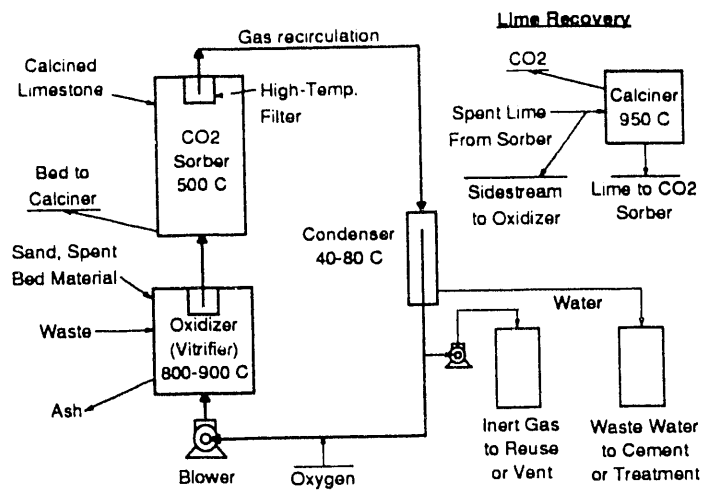 Lime Recovery
Gas recirculation
CO2
Calcined
Limestone
High-Temp.
Filter
Calciner
950 C
CO2
Sorber
500 C
Spent Lime
From Sorber
Bed to
Calciner
Sidestream
to Oxidizer
Lime to CO2
Sorber
Condenser
40-80 C
Sand, Spent
Bed Material
Water
Waste
Oxidizer
(Vitrifier)
800-900 C
Ash
Inert Gas
to Reuse
or Vent
Waste Water
to Cement
or Treatment
Blower
Oxygen